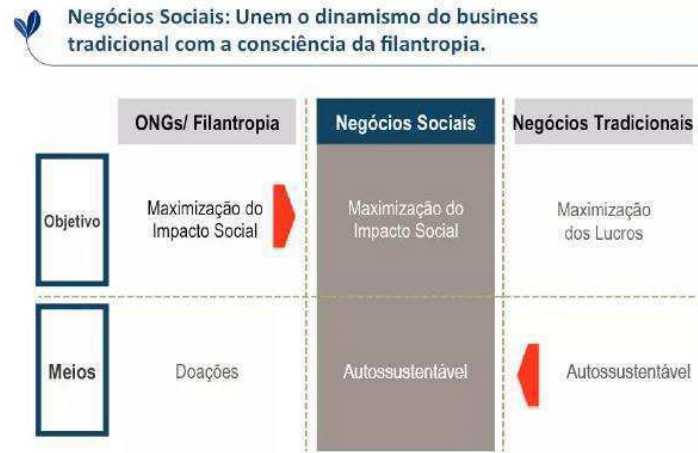 Negócios Sociais: Unem o dinamismo do business
tradicional com a consciência da filantropia.
ONGs/ Filantropia
Negócios Sociais
Negócios Tradicionais
Objetivo
Maximização do
Impacto Social
Maximização do
Impacto Social
Maximização
dos Lucros
Meios
Doações
Autossustentável
Autossustentável